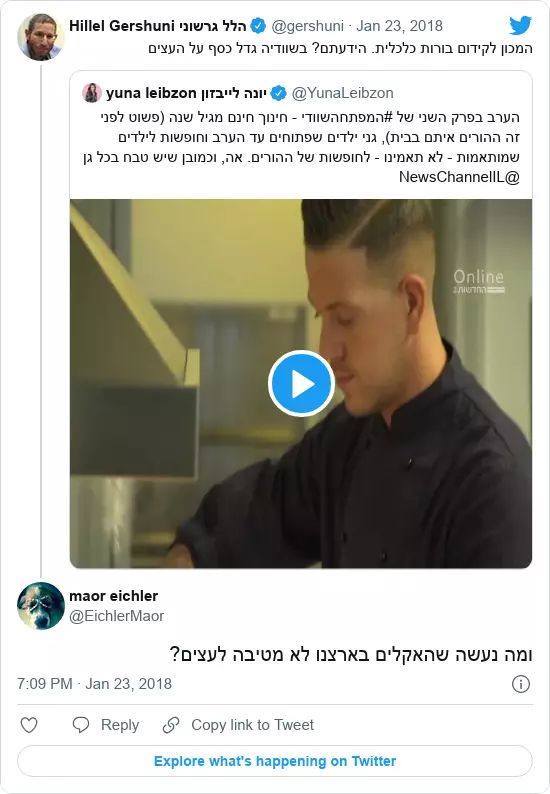 הלל גרשוני Hillel Gershuni @gershuni · Jan 23, 2018
המכון לקידום בורות כלכלית. הידעתם? בשוודיה גדל כסף על העצים
yuna leibzon יונה לייבזון @YunaLeibzon
הערב בפרק השני של #המפתחהשוודי - חינוך חינם מגיל שנה (פשוט לפני
זה ההורים איתם בבית), גני ילדים שפתוחים עד הערב וחופשות לילדים
שמותאמות - לא תאמינו - לחופשות של ההורים. אה, וכמובן שיש טבח בכל גן
@NewsChannelIL
Online
החדשות.2
maor eichler
@EichlerMaor
ומה נעשה שהאקלים בארצנו לא מטיבה לעצים?
7:09 PM · Jan 23, 2018
Reply
Copy link to Tweet
Explore what's happening on Twitter